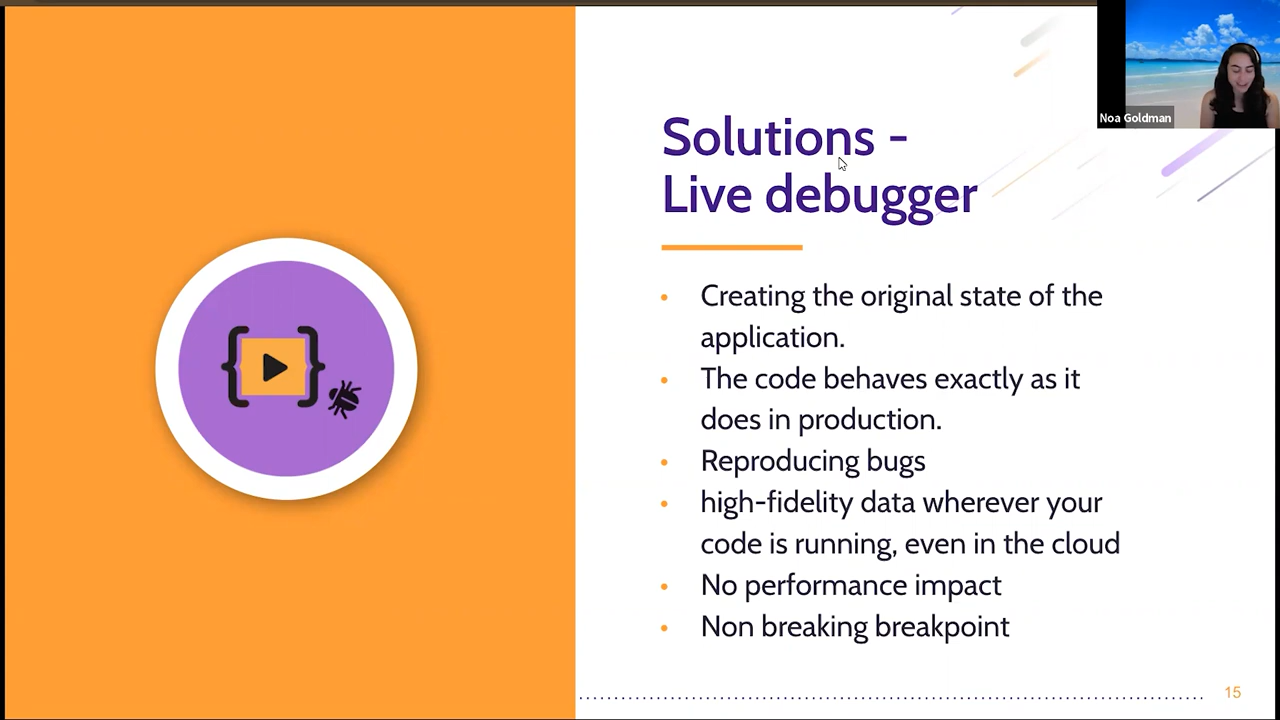 Noa Goldman
Solutions -
Live debugger
• Creating the original state of the
application.
• The code behaves exactly as it
does in production.
• Reproducing bugs
• high-fidelity data wherever your
code is running, even in the cloud
• No performance impact
• Non breaking breakpoint
15